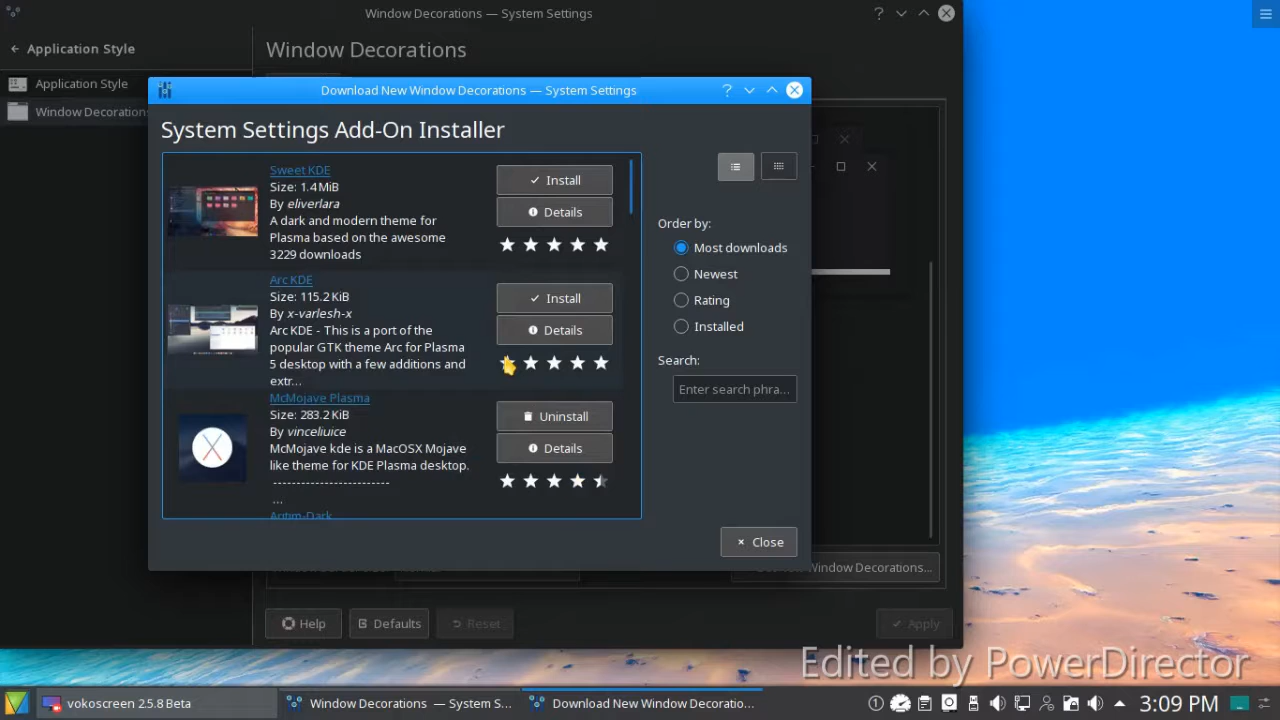 Window Decorations — System Settings
Application Style
Window Decorations
Application Style
Window Decorations
Download New Window Decorations — System Settings
System Settings Add-On Installer
Sweet KDE
Size: 1.4 MiB
By eliverlara
A dark and modern theme for
Plasma based on the awesome
3229 downloads
Install
Details
Arc KDE
Size: 115.2 KiB
By x-varlesh-x
Arc KDE - This is a port of the
popular GTK theme Arc for Plasma
5 desktop with a few additions and
extr...
Install
Details
McMojave Plasma
Size: 283.2 KiB
By vinceliuice
McMojave kde is a MacOSX Mojave
like theme for KDE Plasma desktop.
--------------------------
...
Uninstall
Details
Antim-Dark
Order by:
Most downloads
Newest
Rating
Installed
Search:
Enter search phra...
Close
Window Decorations...
Help
Defaults
Reset
Apply
Edited by PowerDirector
vokoscreen 2.5.8 Beta
Window Decorations — System S...
Download New Window Decoratio...
3:09 PM